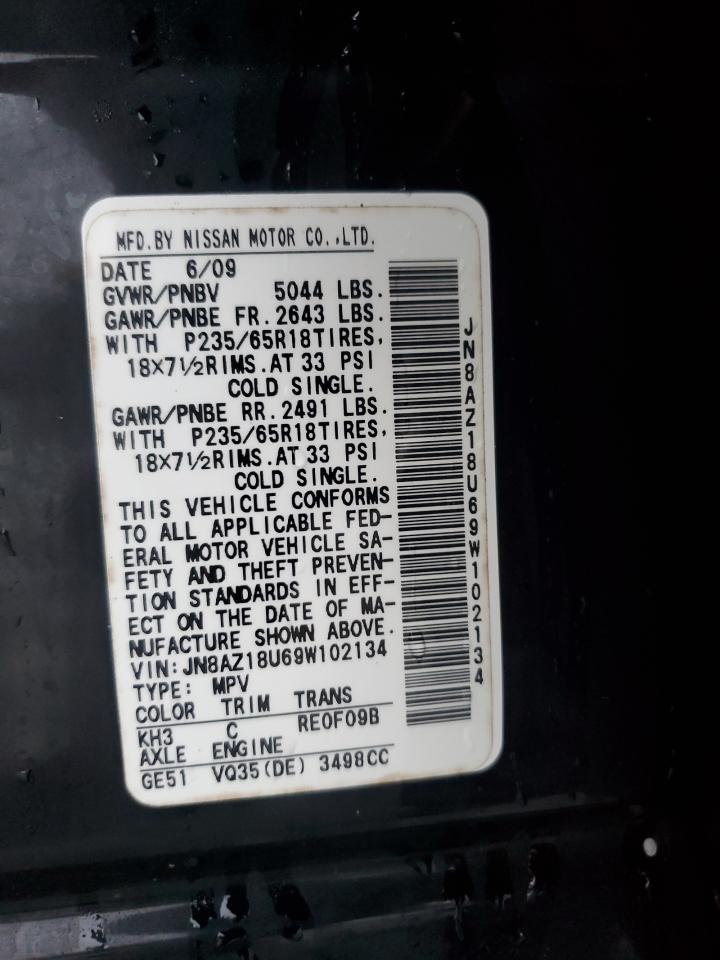 MFD.BY NISSAN MOTOR CO.,LTD.
DATE 6/09
GVWR/PNBV 5044 LBS.
GAWR/PNBE FR.2643 LBS.
WITH P235/65R18TIRES,
18×7½RIMS.AT 33 PSI
COLD SINGLE.
GAWR/PNBE RR.2491 LBS.
WITH P235/65R18TIRES,
18×7½RIMS.AT 33 PSI
COLD SINGLE.
THIS VEHICLE CONFORMS
TO ALL APPLICABLE FED-
ERAL MOTOR VEHICLE SA-
FETY AND THEFT PREVEN-
TION STANDARDS IN EFF-
ECT ON THE DATE OF MA-
NUFACTURE SHOWN ABOVE.
VIN:JN8AZ18U69W102134
TYPE: MPV
COLOR TRIM TRANS
KH3 C RE0F09B
AXLE ENGINE
GE51 VQ35(DE) 3498CC
JN8AZ18U69W102134